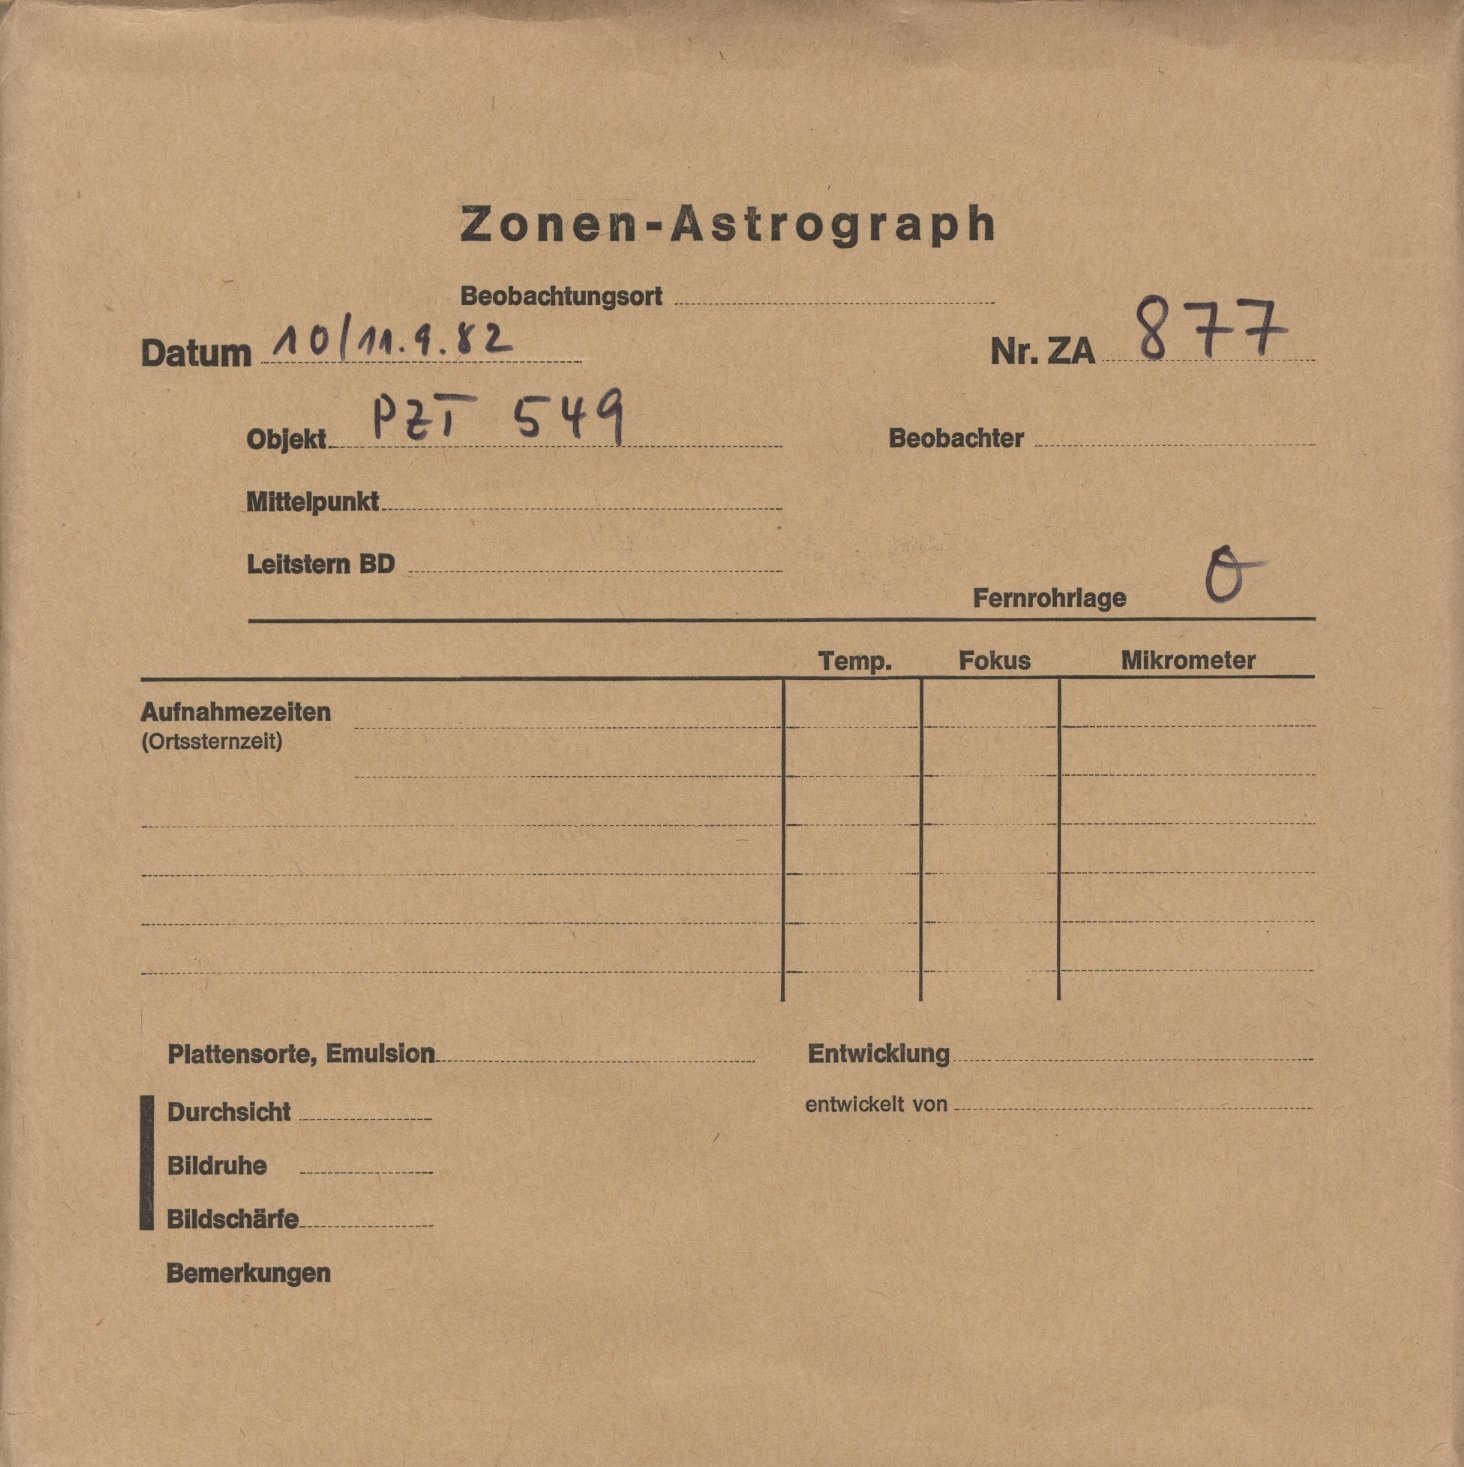 Zonen-Astrograph
Beobachtungsort
Datum 10/11.9.82 Nr. ZA 877
Objekt PZT 549 Beobachter
Mittelpunkt
Leitstern BD
Fernrohrlage O
Temp. Fokus Mikrometer
Aufnahmezeiten
(Ortssternzeit)
Plattensorte, Emulsion Entwicklung
Durchsicht entwickelt von
Bildruhe
Bildschärfe
Bemerkungen